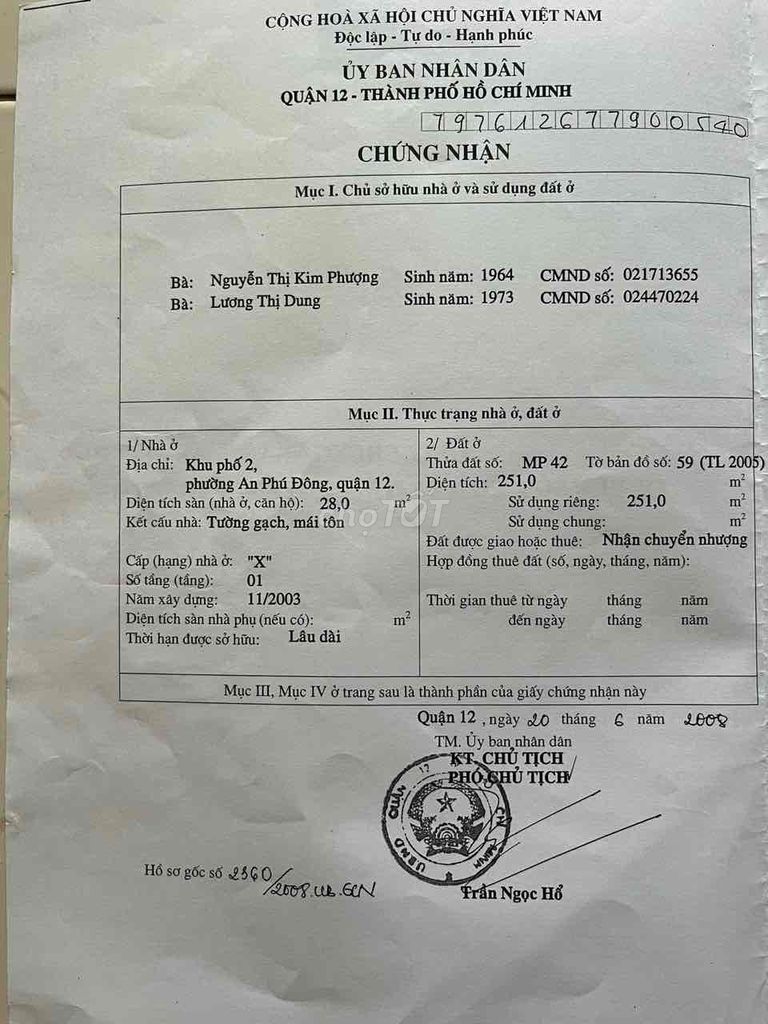 CỘNG HOÀ XÃ HỘI CHỦ NGHĨA VIỆT NAM
Độc lập - Tự do - Hạnh phúc
ỦY BAN NHÂN DÂN
QUẬN 12 - THÀNH PHỐ HỒ CHÍ MINH
797612677900540
CHỨNG NHẬN
Mục I. Chủ sở hữu nhà ở và sử dụng đất ở
Bà: Nguyễn Thị Kim Phượng Sinh năm: 1964 CMND số: 021713655
Bà: Lương Thị Dung Sinh năm: 1973 CMND số: 024470224
Mục II. Thực trạng nhà ở, đất ở
1/ Nhà ở
Địa chỉ: Khu phố 2,
phường An Phú Đông, quận 12.
Diện tích sàn (nhà ở, căn hộ): 28,0 m²
Kết cấu nhà: Tường gạch, mái tôn
Cấp (hạng) nhà ở: "X"
Số tầng (tầng): 01
Năm xây dựng: 11/2003
Diện tích sàn nhà phụ (nếu có): m²
Thời hạn được sở hữu: Lâu dài
2/ Đất ở
Thửa đất số: MP 42 Tờ bản đồ số: 59 (TL 2005)
Diện tích: 251,0 m²
Sử dụng riêng: 251,0 m²
Sử dụng chung: m²
Đất được giao hoặc thuê: Nhận chuyển nhượng
Hợp đồng thuê đất (số, ngày, tháng, năm):
Thời gian thuê từ ngày tháng năm
đến ngày tháng năm
chợ TỐT
Mục III, Mục IV ở trang sau là thành phần của giấy chứng nhận này
Quận 12 , ngày 20 tháng 6 năm 2008
TM. Ủy ban nhân dân
KT. CHỦ TỊCH
PHÓ CHỦ TỊCH
Hồ sơ gốc số 2360/2008.UB.GCN
Trần Ngọc Hổ